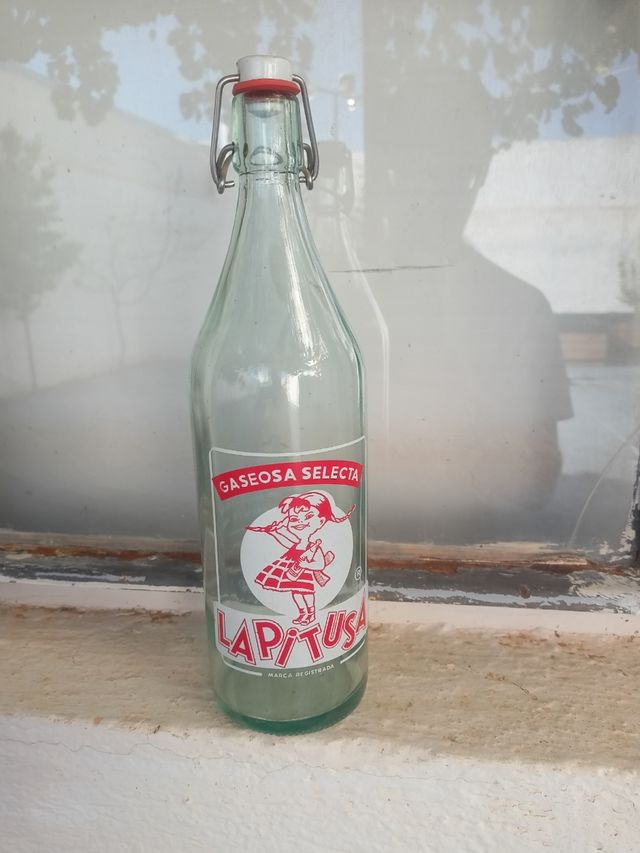 GASEOSA SELECTA
®
LAPiTUSA
MARCA REGISTRADA